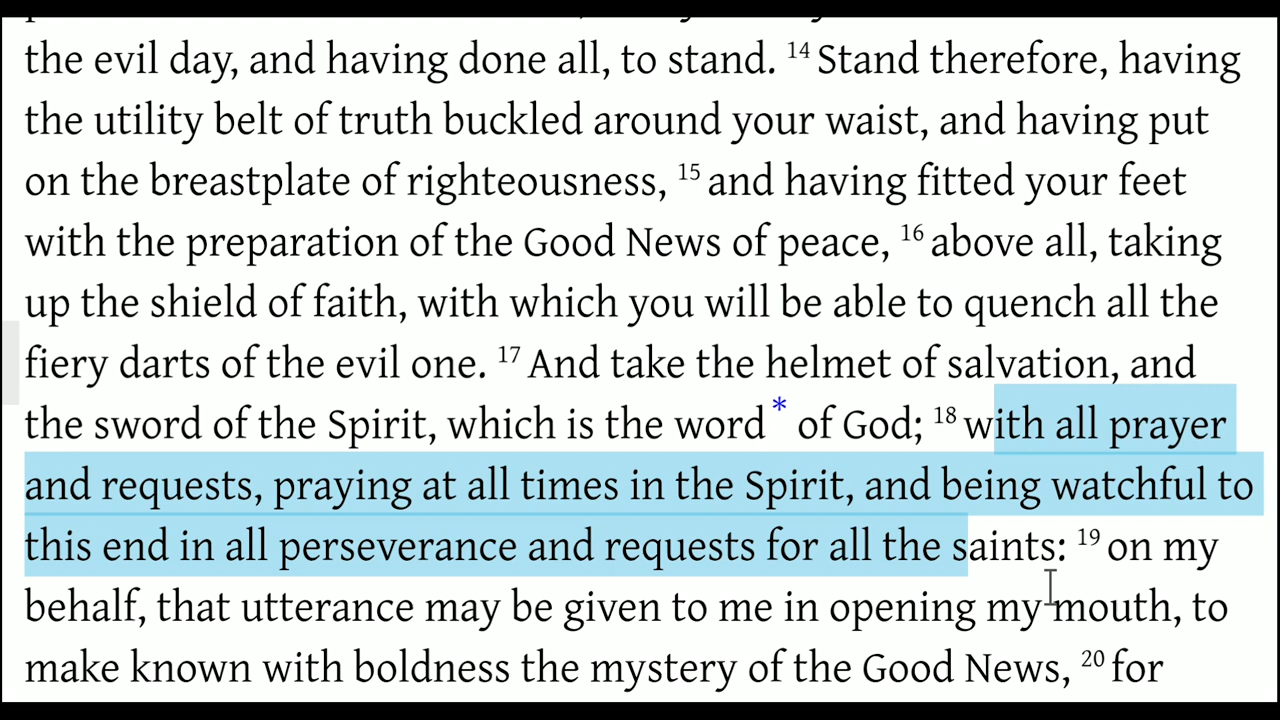 the evil day, and having done all, to stand. 14 Stand therefore, having
the utility belt of truth buckled around your waist, and having put
on the breastplate of righteousness, 15 and having fitted your feet
with the preparation of the Good News of peace, 16 above all, taking
up the shield of faith, with which you will be able to quench all the
fiery darts of the evil one. 17 And take the helmet of salvation, and
the sword of the Spirit, which is the word* of God; 18 with all prayer
and requests, praying at all times in the Spirit, and being watchful to
this end in all perseverance and requests for all the saints: 19 on my
behalf, that utterance may be given to me in opening my mouth, to
make known with boldness the mystery of the Good News, 20 for